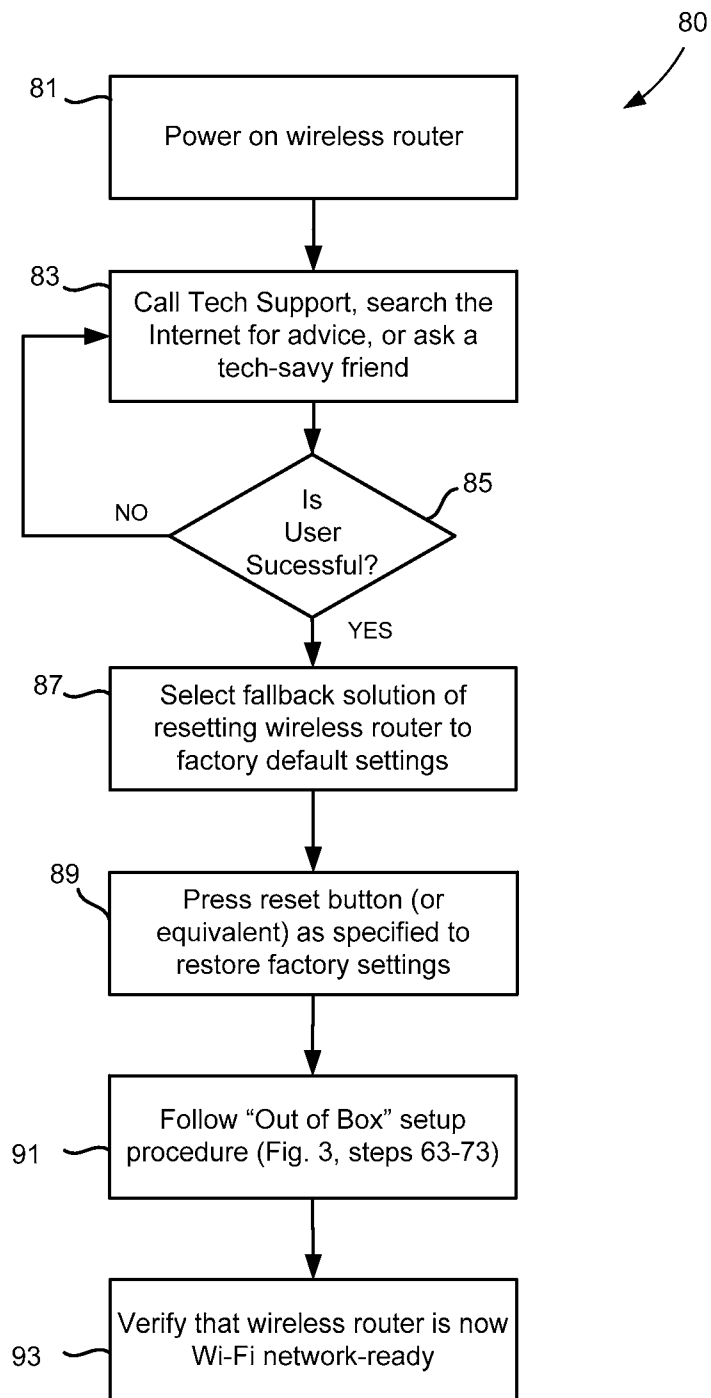 80
81
Power on wireless router
83
Call Tech Support, search the
Internet for advice, or ask a
tech-savy friend
85
Is
User
Sucessful?
NO
YES
87
Select fallback solution of
resetting wireless router to
factory default settings
89
Press reset button (or
equivalent) as specified to
restore factory settings
91
Follow “Out of Box” setup
procedure (Fig. 3, steps 63-73)
93
Verify that wireless router is now
Wi-Fi network-ready